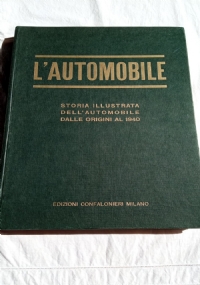 L'AUTOMOBILE
STORIA ILLUSTRATA
DELL'AUTOMOBILE
DALLE ORIGINI AL 1940
EDIZIONI CONFALONIERI MILANO